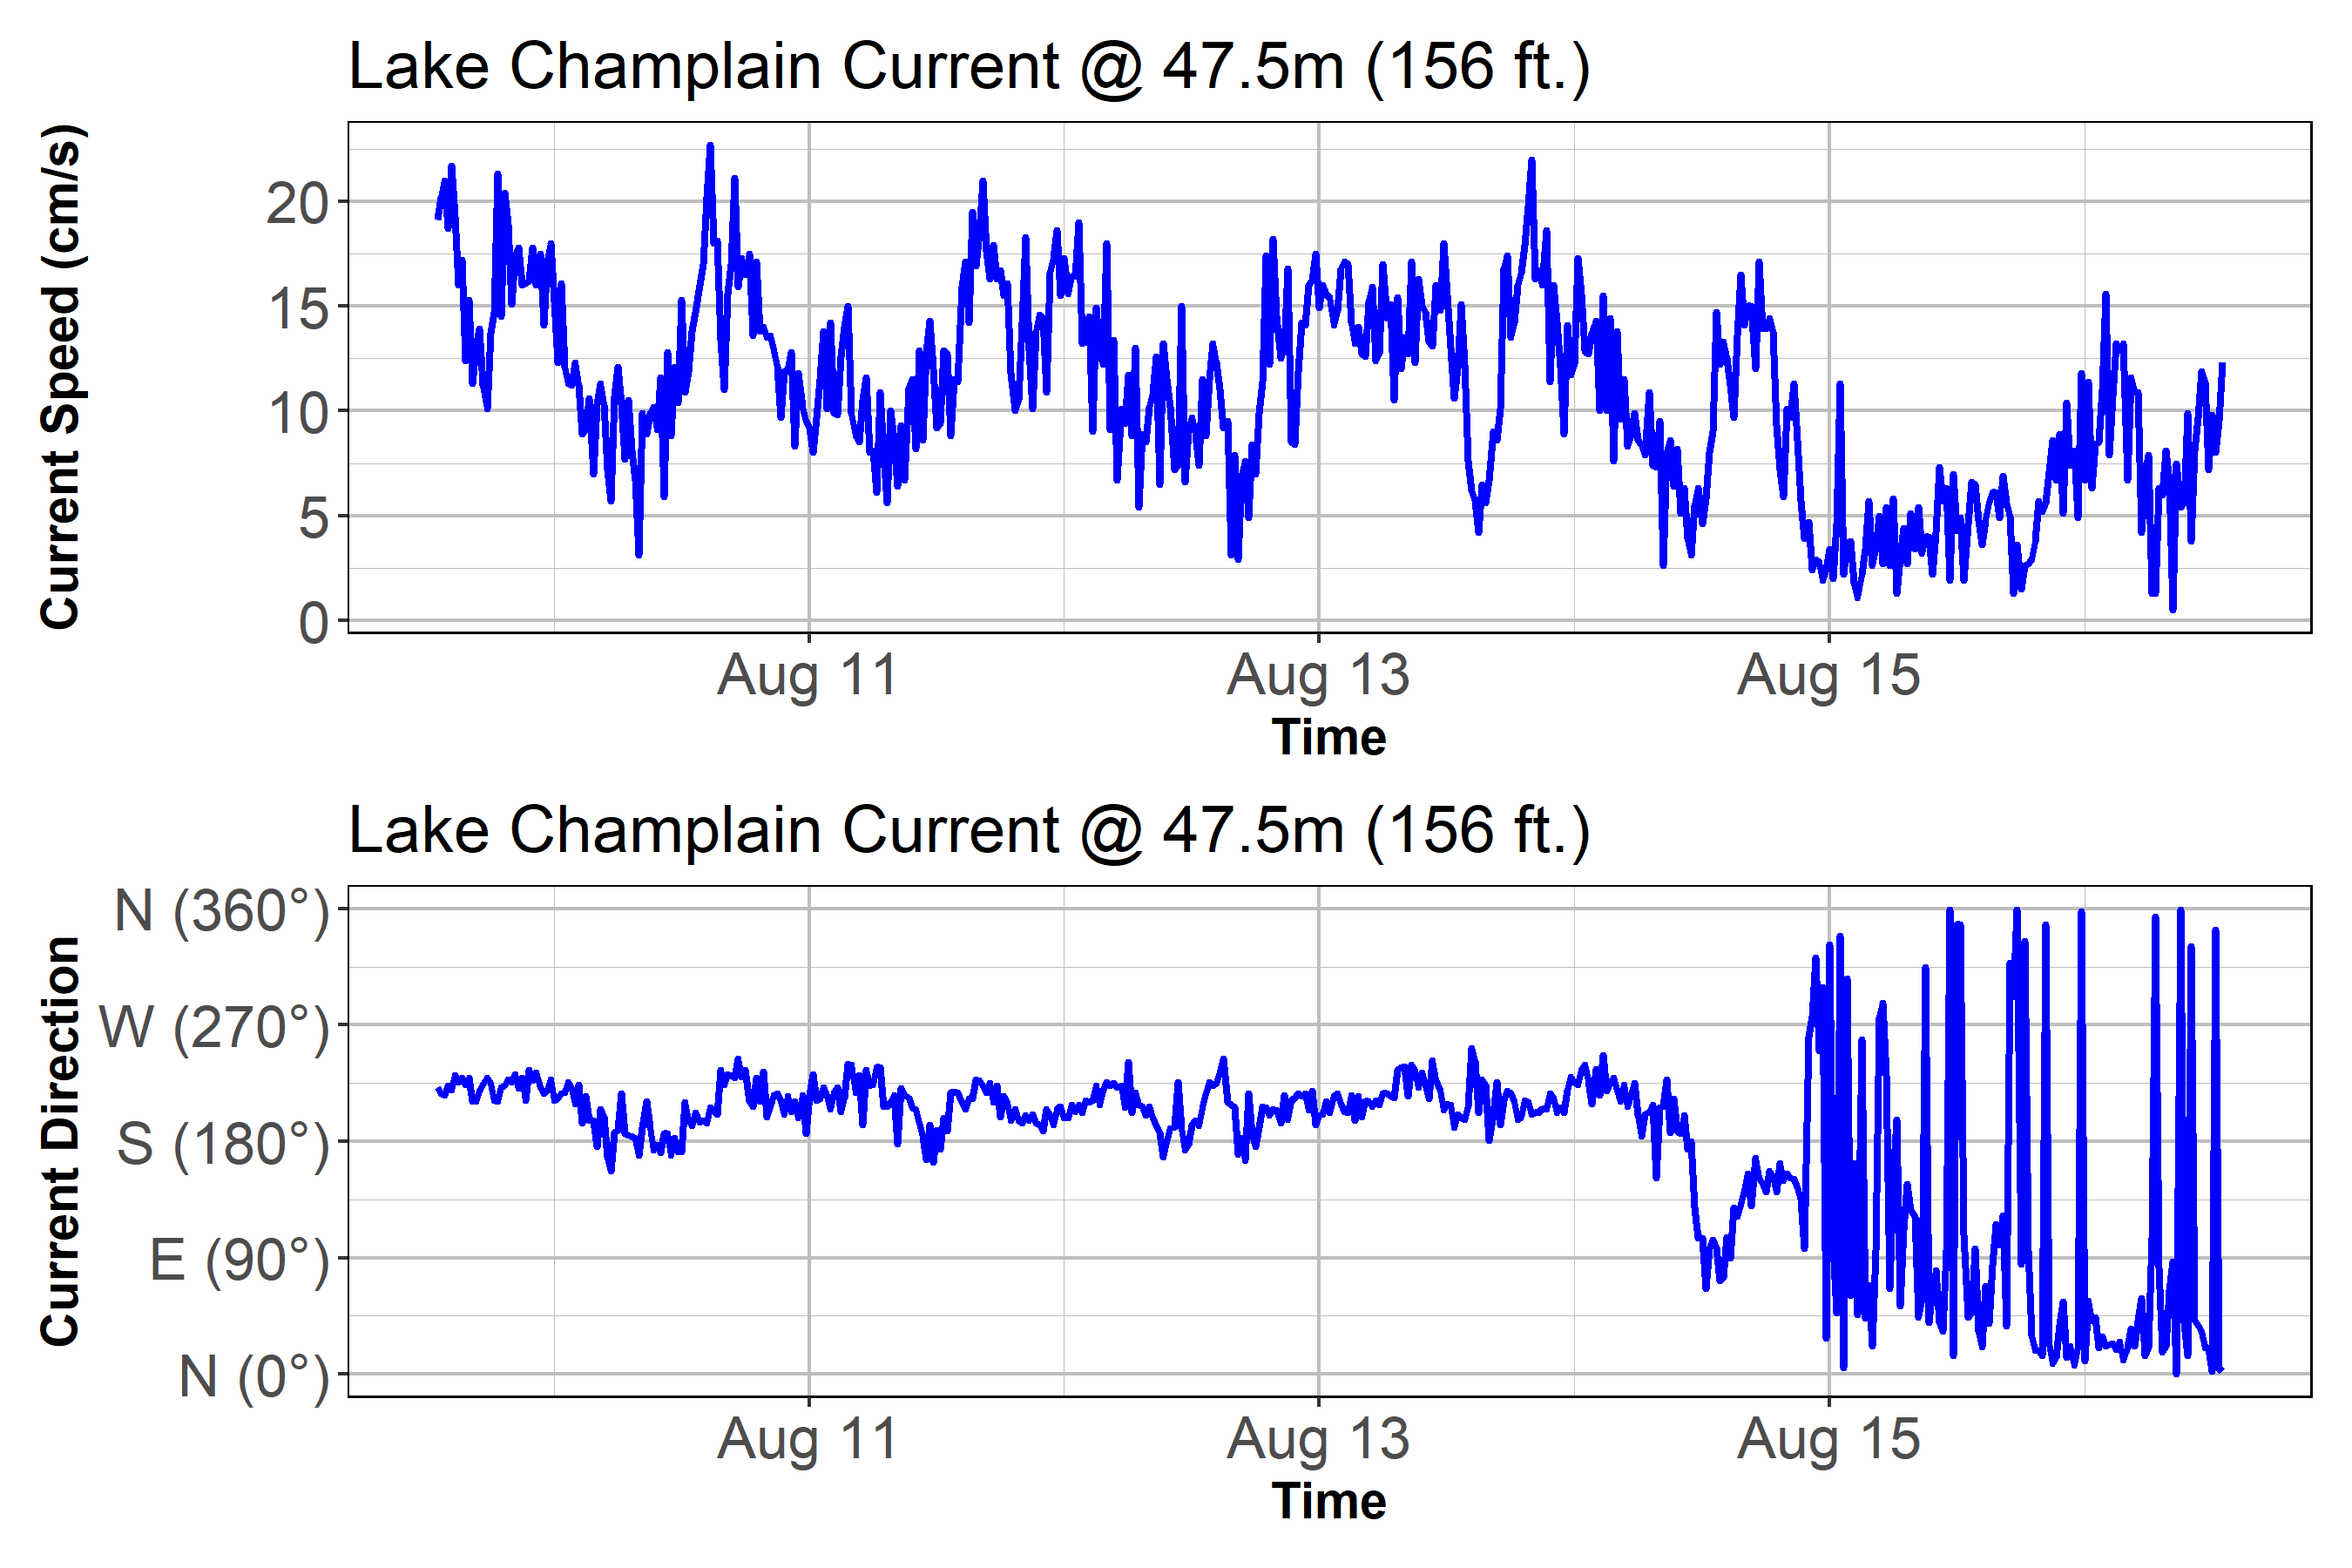 Lake Champlain Current @ 47.5m (156 ft.)
Current Speed (cm/s)
20
15
10
5
0
Aug 11
Aug 13
Aug 15
Time
Lake Champlain Current @ 47.5m (156 ft.)
Current Direction
N (360°)
W (270°)
S (180°)
E (90°)
N (0°)
Aug 11
Aug 13
Aug 15
Time